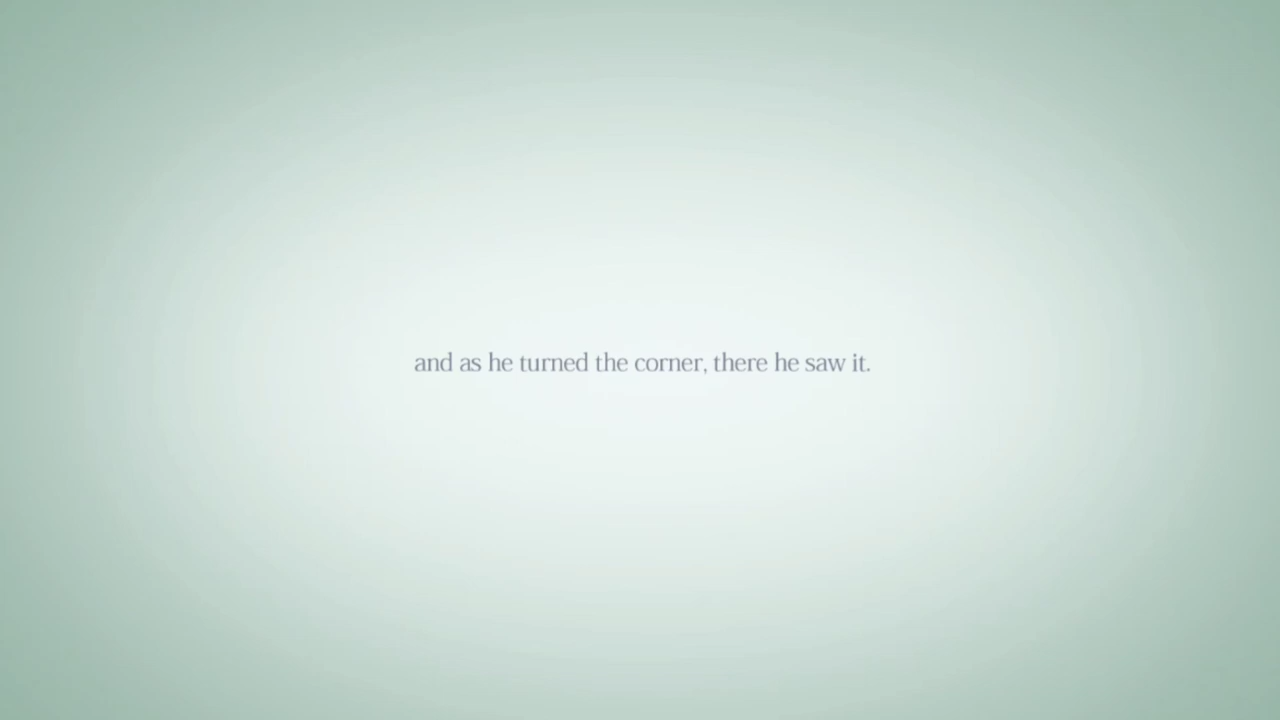 and as he turned the corner, there he saw it.